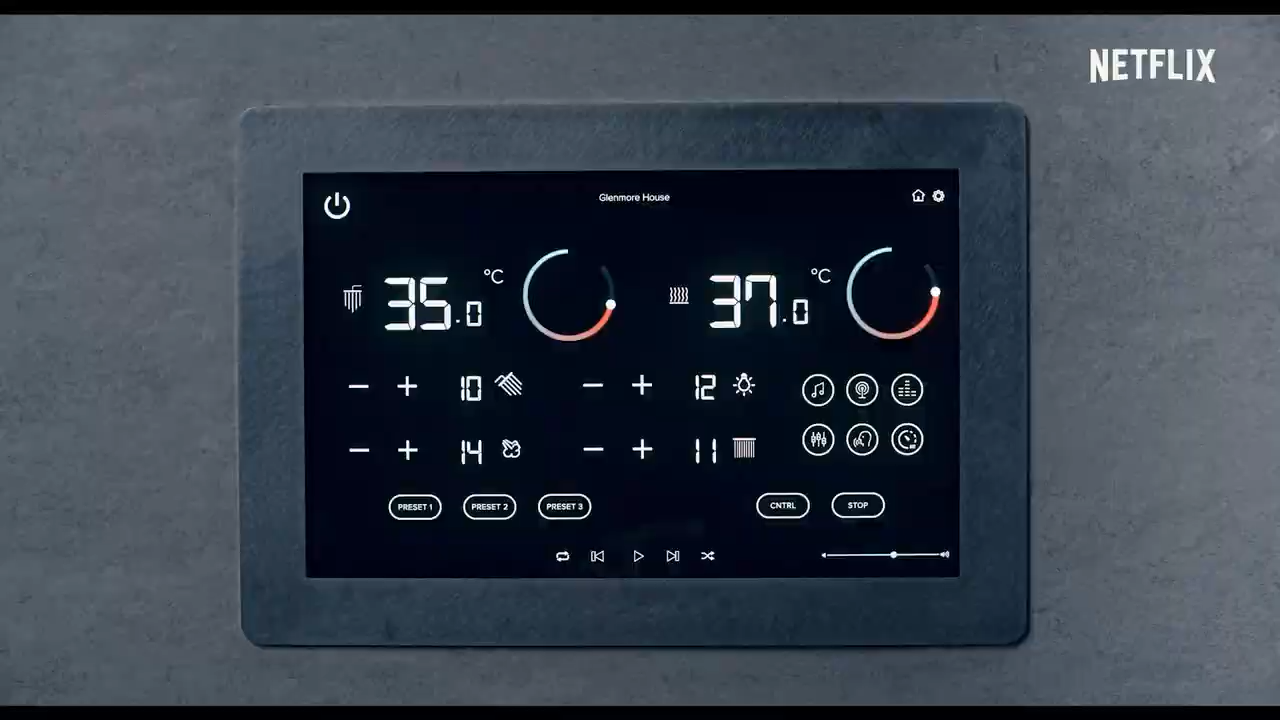 NETFLIX
Glenmore House
35.0 °C
37.0 °C
10
12
14
11
PRESET 1 PRESET 2 PRESET 3
CNTRL STOP